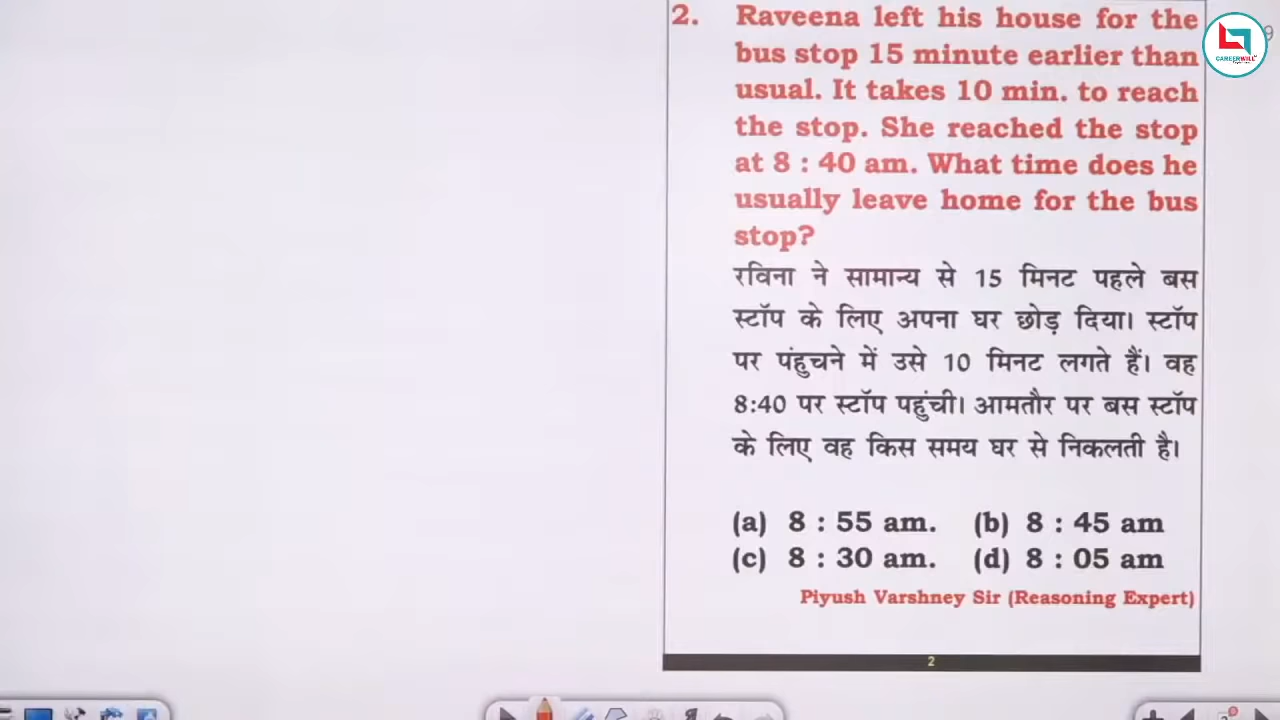 2. Raveena left his house for the
bus stop 15 minute earlier than
usual. It takes 10 min. to reach
the stop. She reached the stop
at 8 : 40 am. What time does he
usually leave home for the bus
stop?
रविना ने सामान्य से 15 मिनट पहले बस
स्टॉप के लिए अपना घर छोड़ दिया। स्टॉप
पर पंहुचने में उसे 10 मिनट लगते हैं। वह
8:40 पर स्टॉप पहुंची। आमतौर पर बस स्टॉप
के लिए वह किस समय घर से निकलती है।
(a) 8 : 55 am. (b) 8 : 45 am
(c) 8 : 30 am. (d) 8 : 05 am
Piyush Varshney Sir (Reasoning Expert)
2
CAREERWILL
9